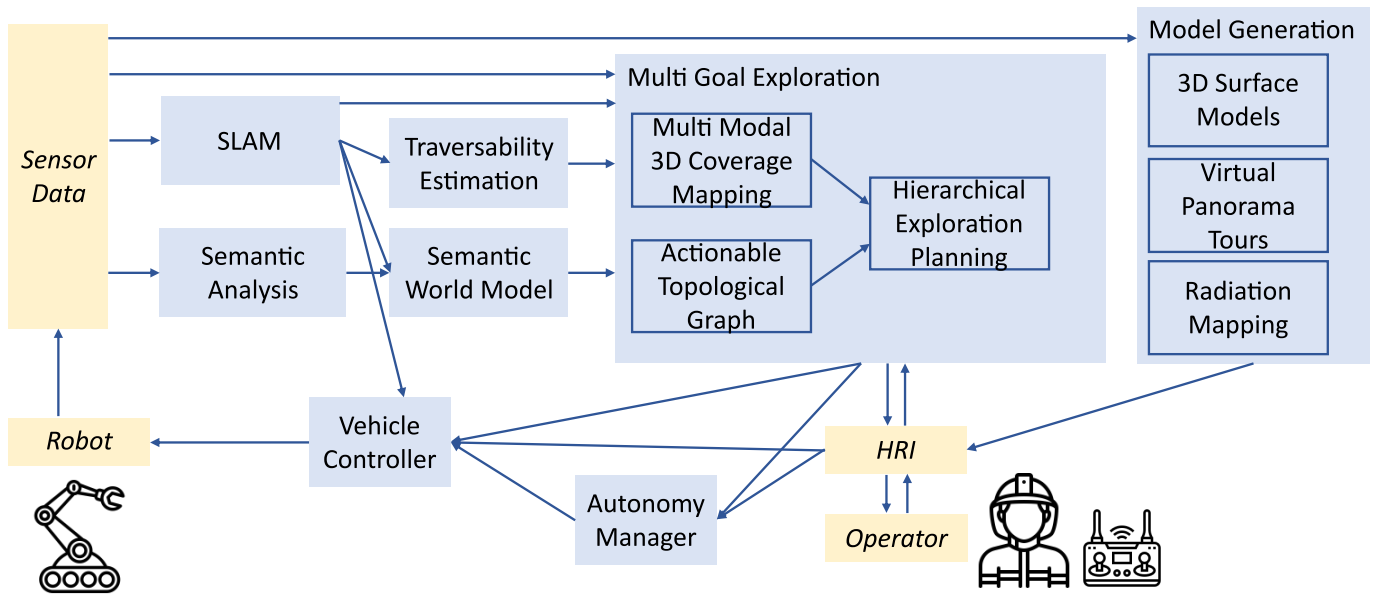 Sensor
Data
SLAM
Semantic
Analysis
Traversability
Estimation
Semantic
World Model
Multi Goal Exploration
Multi Modal
3D Coverage
Mapping
Actionable
Topological
Graph
Hierarchical
Exploration
Planning
Model Generation
3D Surface
Models
Virtual
Panorama
Tours
Radiation
Mapping
Robot
Vehicle
Controller
Autonomy
Manager
HRI
Operator